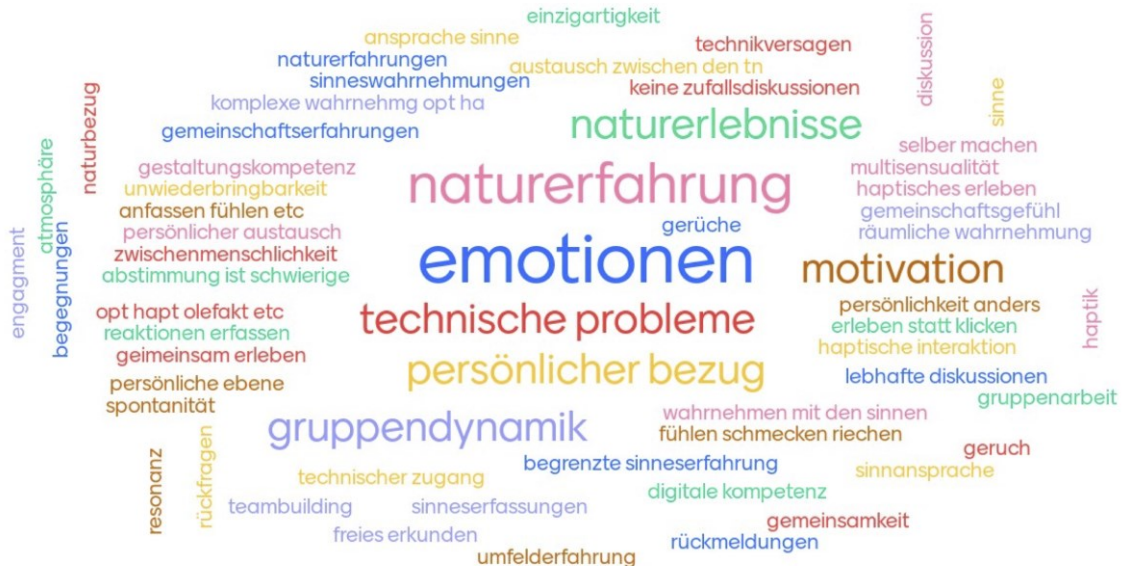 einzigartigkeit
ansprache sinne
technikversagen
diskussion
naturerfahrungen
austausch zwischen den tn
sinneswahrnehmungen
keine zufallsdiskussionen
sinne
komplexe wahrnehmg opt ha
naturbezug
gemeinschaftserfahrungen
naturerlebnisse
selber machen
atmosphäre
gestaltungskompetenz
naturerfahrung
multisensualität
unwiederbringbarkeit
haptisches erleben
anfassen fühlen etc
gemeinschaftsgefühl
persönlicher austausch
gerüche
räumliche wahrnehmung
engagment
begegnungen
zwischenmenschlichkeit
emotionen
motivation
abstimmung ist schwierige
persönlichkeit anders
opt hapt olefakt etc
technische probleme
erleben statt klicken
haptik
reaktionen erfassen
haptische interaktion
geimeinsam erleben
persönlicher bezug
lebhafte diskussionen
persönliche ebene
gruppenarbeit
spontanität
gruppendynamik
wahrnehmen mit den sinnen
fühlen schmecken riechen
geruch
resonanz
rückfragen
begrenzte sinneserfahrung
sinnansprache
technischer zugang
digitale kompetenz
teambuilding
sinneserfassungen
gemeinsamkeit
freies erkunden
rückmeldungen
umfelderfahrung